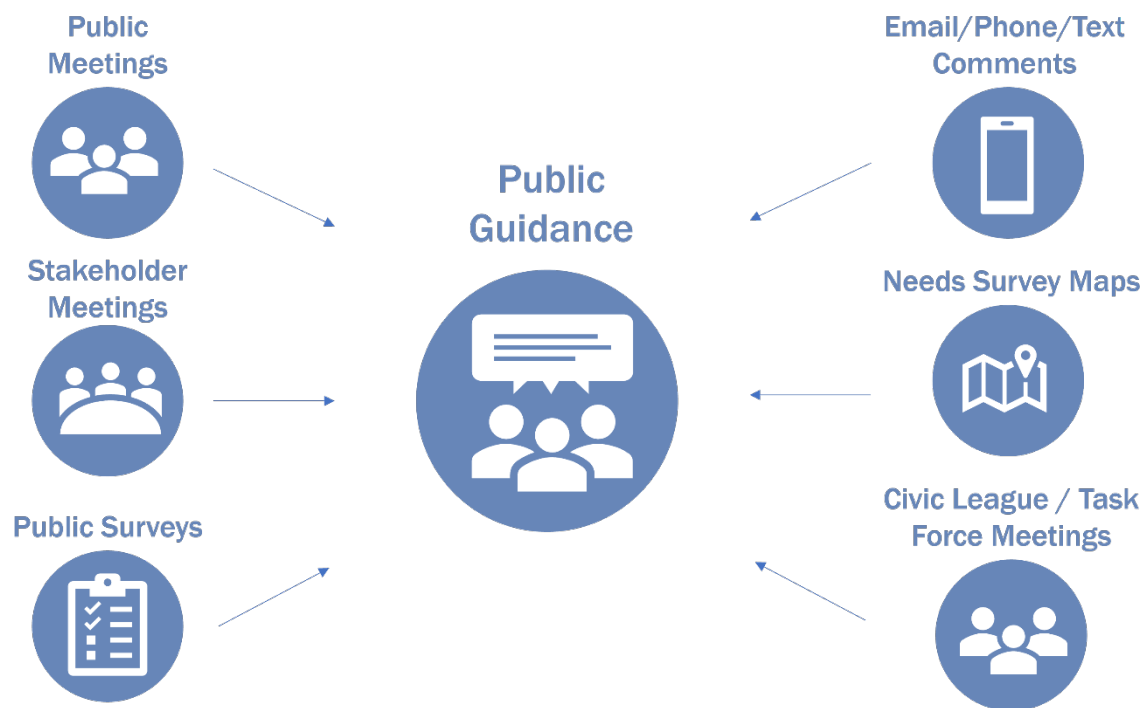 Public
Meetings
Stakeholder
Meetings
Public Surveys
Public
Guidance
Email/Phone/Text
Comments
Needs Survey Maps
Civic League / Task
Force Meetings